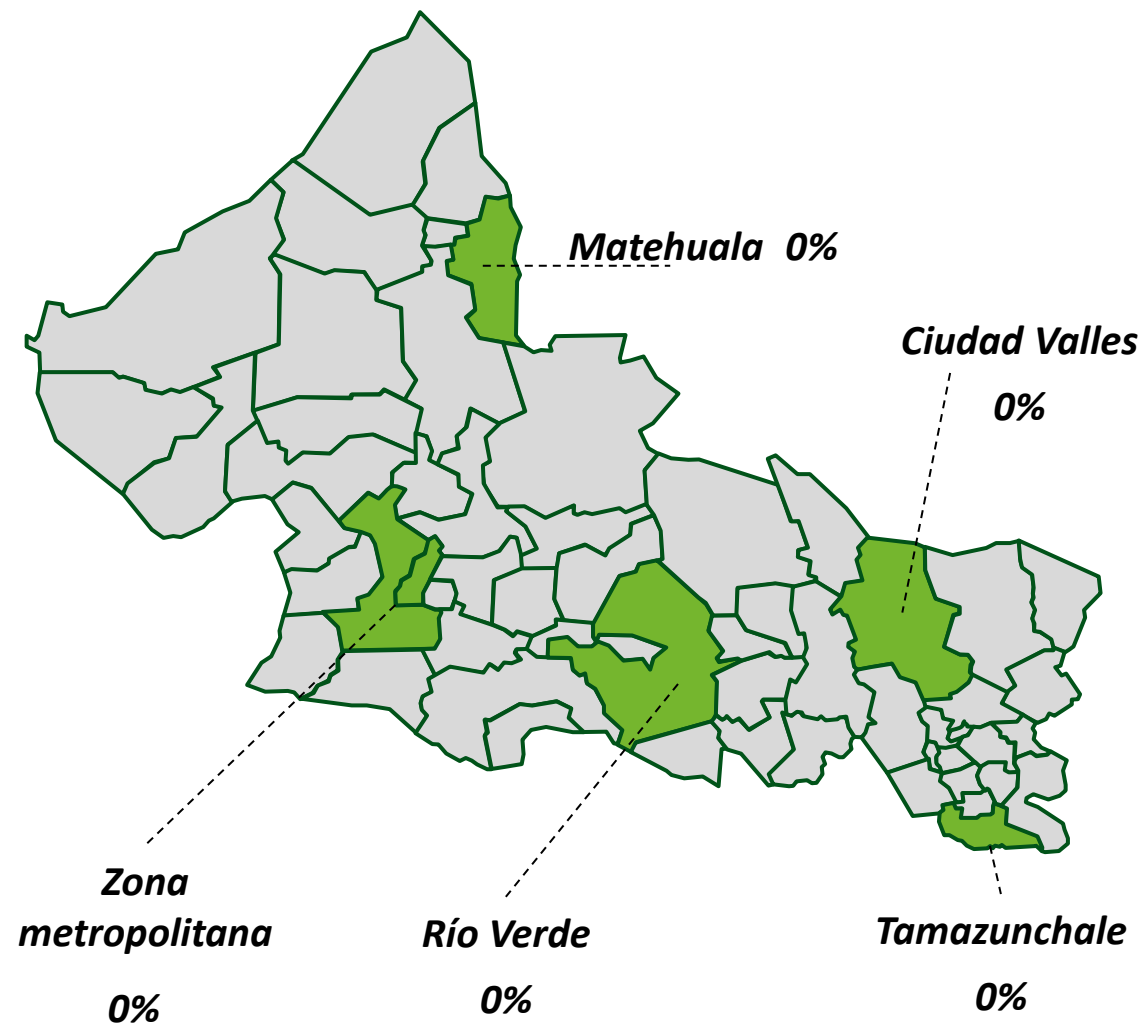 Matehuala 0%
Ciudad Valles
0%
Zona
metropolitana
0%
Río Verde
0%
Tamazunchale
0%